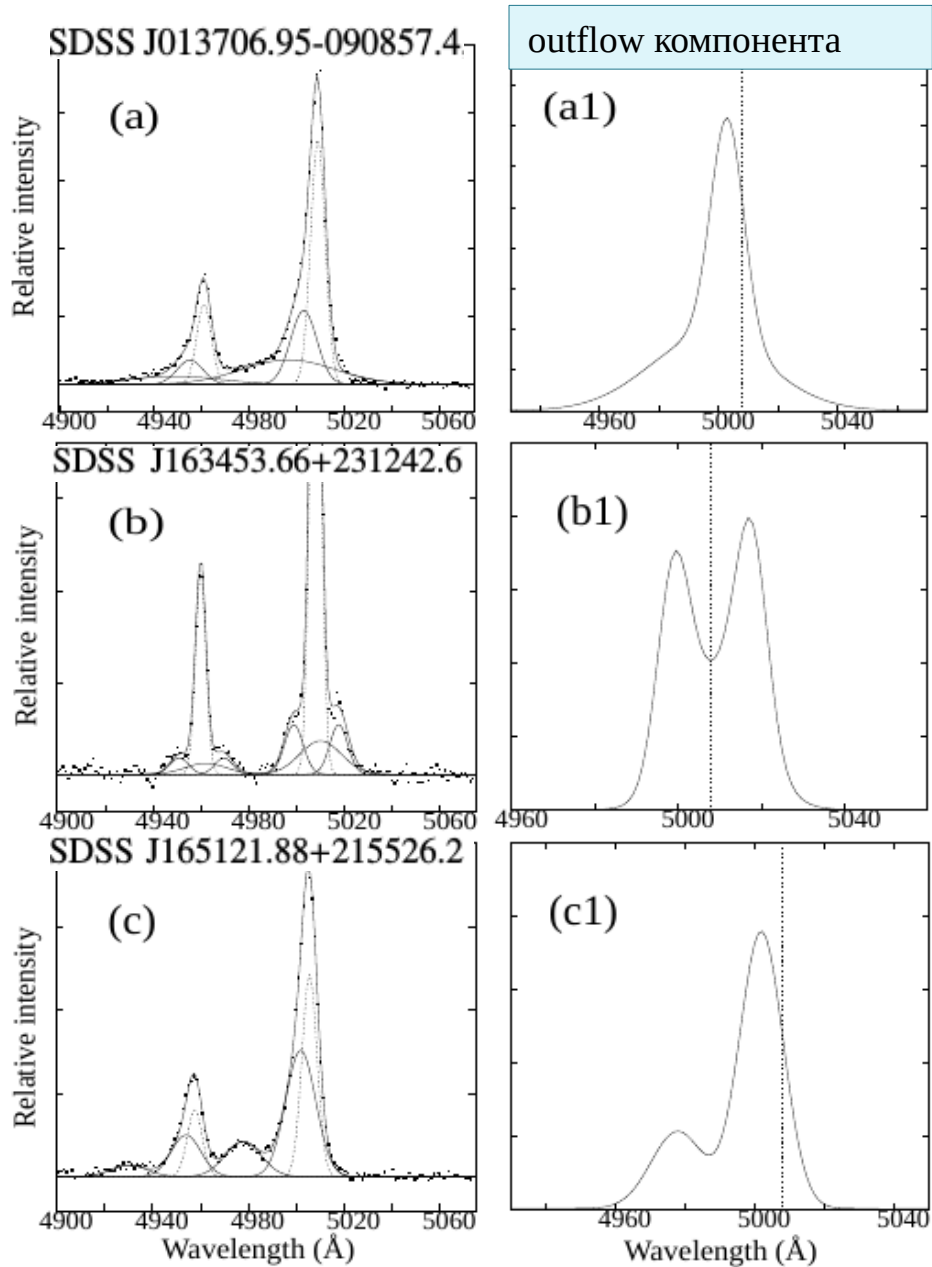 SDSS J013706.95-090857.4
outflow компонента
(a)
(a1)
Relative intensity
4900 4940 4980 5020 5060
4960 5000 5040
SDSS J163453.66+231242.6
(b)
(b1)
Relative intensity
4900 4940 4980 5020 5060
4960 5000 5040
SDSS J165121.88+215526.2
(c)
(c1)
Relative intensity
4900 4940 4980 5020 5060
4960 5000 5040
Wavelength (Å)
Wavelength (Å)